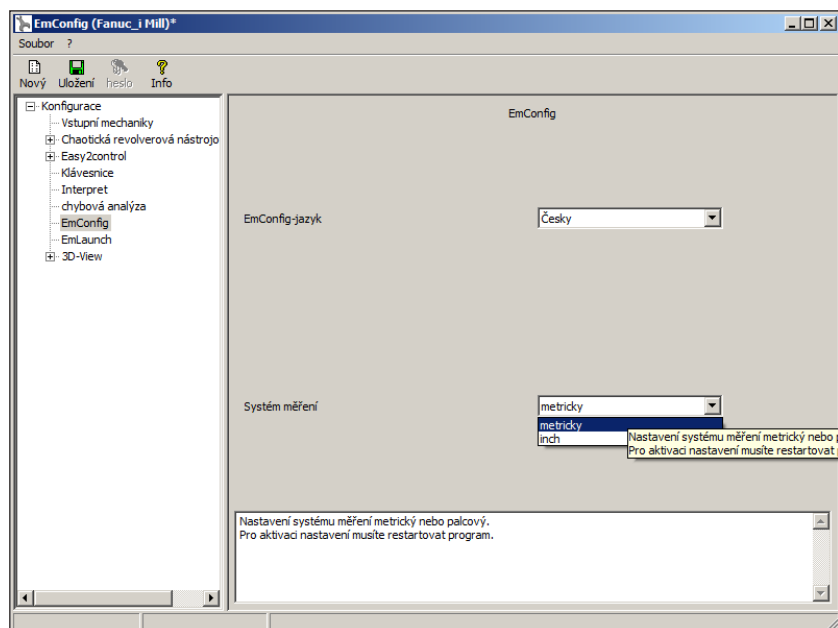 EmConfig (Fanuc_i Mill)*
Soubor ?
Nový Uložení heslo Info
Konfigurace
Vstupní mechaniky
Chaotická revolverová nástrojo
Easy2control
Klávesnice
Interpret
chybová analýza
EmConfig
EmLaunch
3D-View
EmConfig
EmConfig-jazyk
Česky
Systém měření
metricky
metricky
inch
Nastavení systému měření metrický nebo p
Pro aktivaci nastavení musíte restartovat p
Nastavení systému měření metrický nebo palcový.
Pro aktivaci nastavení musíte restartovat program.